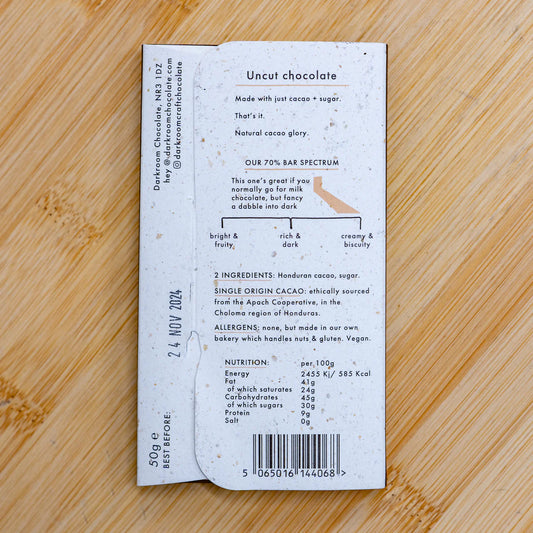 Uncut chocolate
Made with just cacao + sugar.
That's it.
Natural cacao glory.
OUR 70% BAR SPECTRUM
This one's great if you
normally go for milk
chocolate, but fancy
a dabble into dark
bright &
fruity
rich &
dark
creamy &
biscuity
2 INGREDIENTS: Honduran cacao, sugar.
SINGLE ORIGIN CACAO: ethically sourced
from the Apach Cooperative, in the
Choloma region of Honduras.
ALLERGENS: none, but made in our own
bakery which handles nuts & gluten. Vegan.
NUTRITION: per 100g
Energy 2455 Kj/ 585 Kcal
Fat 41g
of which saturates 24g
Carbohydrates 45g
of which sugars 30g
Protein 9g
Salt 0g
5 065016 144068 >
Darkroom Chocolate, NR3 1DZ
hey @darkroomchocolate.com
darkroomcraftchocolate
24 NOV 2024
50g e
BEST BEFORE: